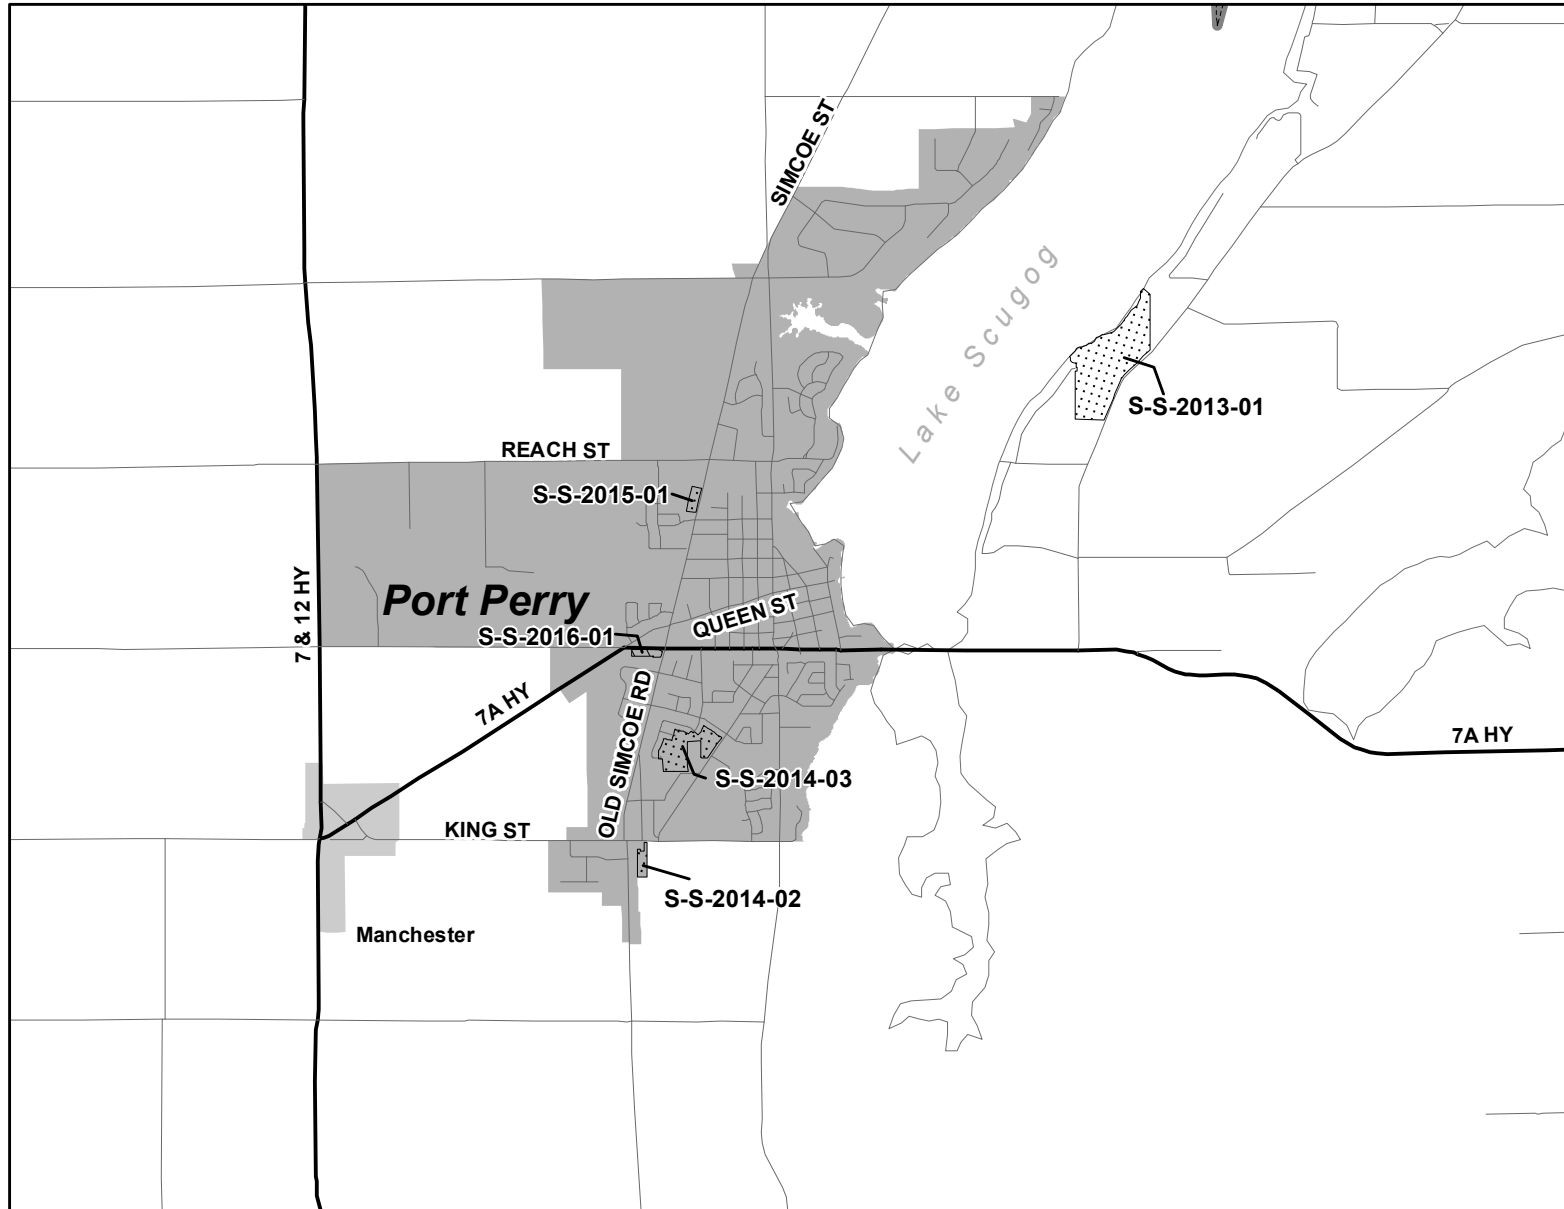 SIMCOE ST
Lake Scugog
S-S-2013-01
REACH ST
S-S-2015-01
7 & 12 HY
Port Perry
QUEEN ST
S-S-2016-01
7A HY
OLD SIMCOE RD
7A HY
S-S-2014-03
KING ST
S-S-2014-02
Manchester